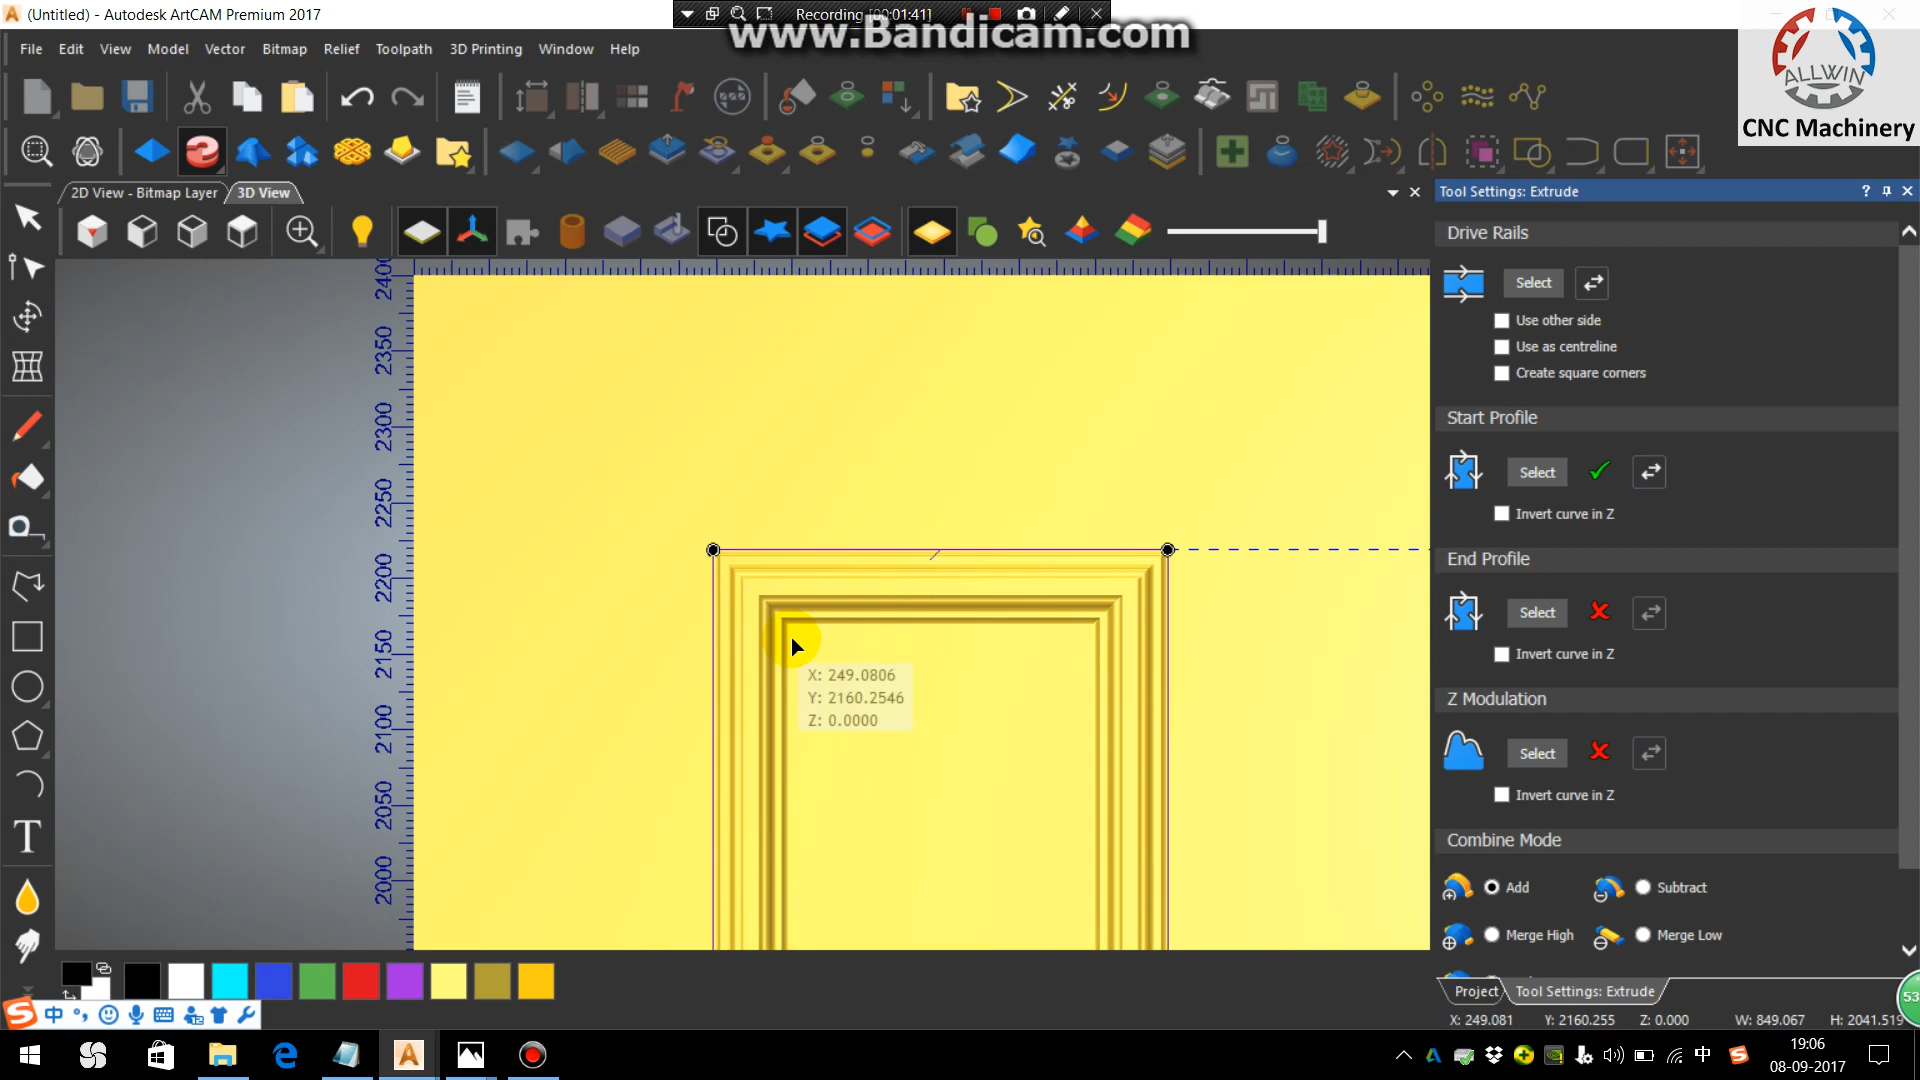 (Untitled) - Autodesk ArtCAM Premium 2017
Recording [00:01:41]
www.Bandicam.com
File Edit View Model Vector Bitmap Relief Toolpath 3D Printing Window Help
ALLWIN
CNC Machinery
2D View - Bitmap Layer 3D View
Tool Settings: Extrude
Drive Rails
Select
Use other side
Use as centreline
Create square corners
Start Profile
Select
Invert curve in Z
End Profile
Select
Invert curve in Z
Z Modulation
Select
Invert curve in Z
Combine Mode
Add Subtract
Merge High Merge Low
2400
2350
2300
2250
2200
2150
2100
2050
2000
X: 249.0806
Y: 2160.2546
Z: 0.0000
Project Tool Settings: Extrude
53
X: 249.081 Y: 2160.255 Z: 0.000 W: 849.067 H: 2041.519
中
中
19:06
08-09-2017